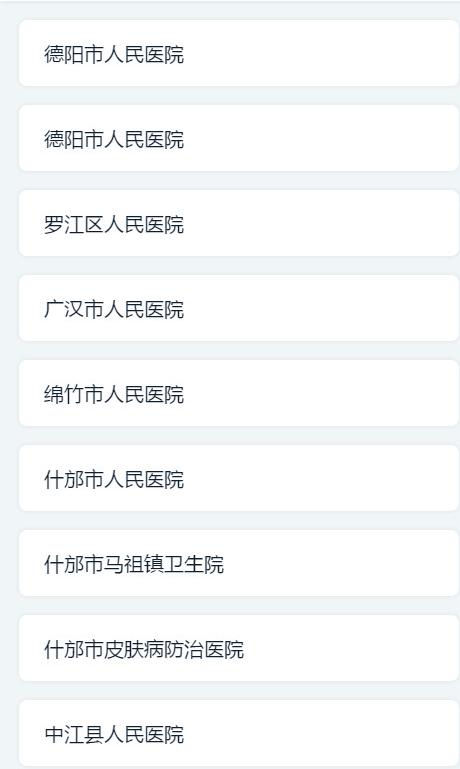 德阳市人民医院
德阳市人民医院
罗江区人民医院
广汉市人民医院
绵竹市人民医院
什邡市人民医院
什邡市马祖镇卫生院
什邡市皮肤病防治医院
中江县人民医院